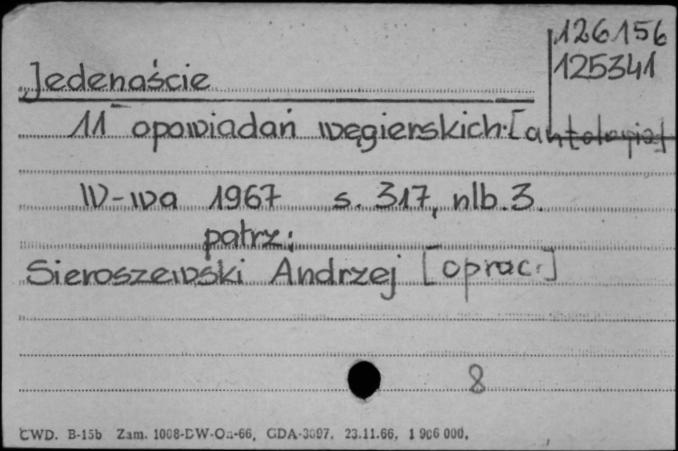 126156
125341
Jedenaście
11 opowiadań węgierskich. [antologia]
W-wa 1967 s. 317, nlb. 3.
patrz:
Sieroszewski Andrzej [oprac.]
8
CWD. B-15b Zam. 1008-DW-Oa-66, GDA-3097. 23.11.66. 1 906 000.